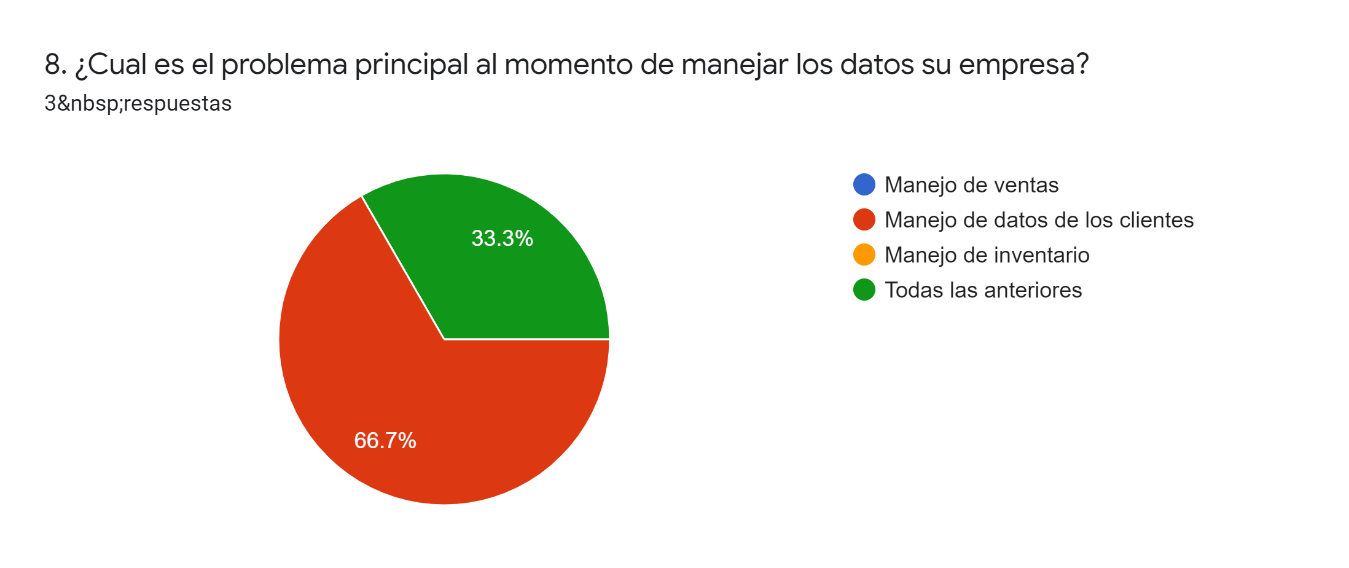 8. ¿Cual es el problema principal al momento de manejar los datos su empresa?
3&nbsp;respuestas
33.3%
66.7%
Manejo de ventas
Manejo de datos de los clientes
Manejo de inventario
Todas las anteriores